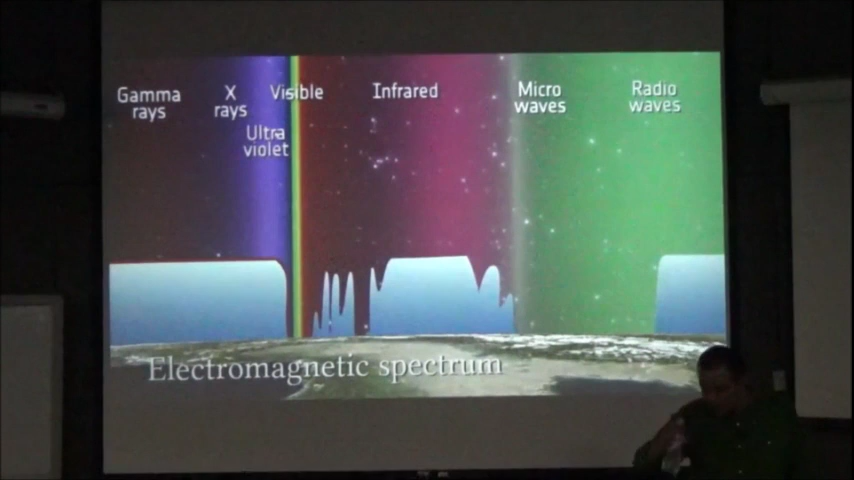 Gamma
rays
X
rays
Ultra
violet
Visible
Infrared
Micro
waves
Radio
waves
Electromagnetic spectrum